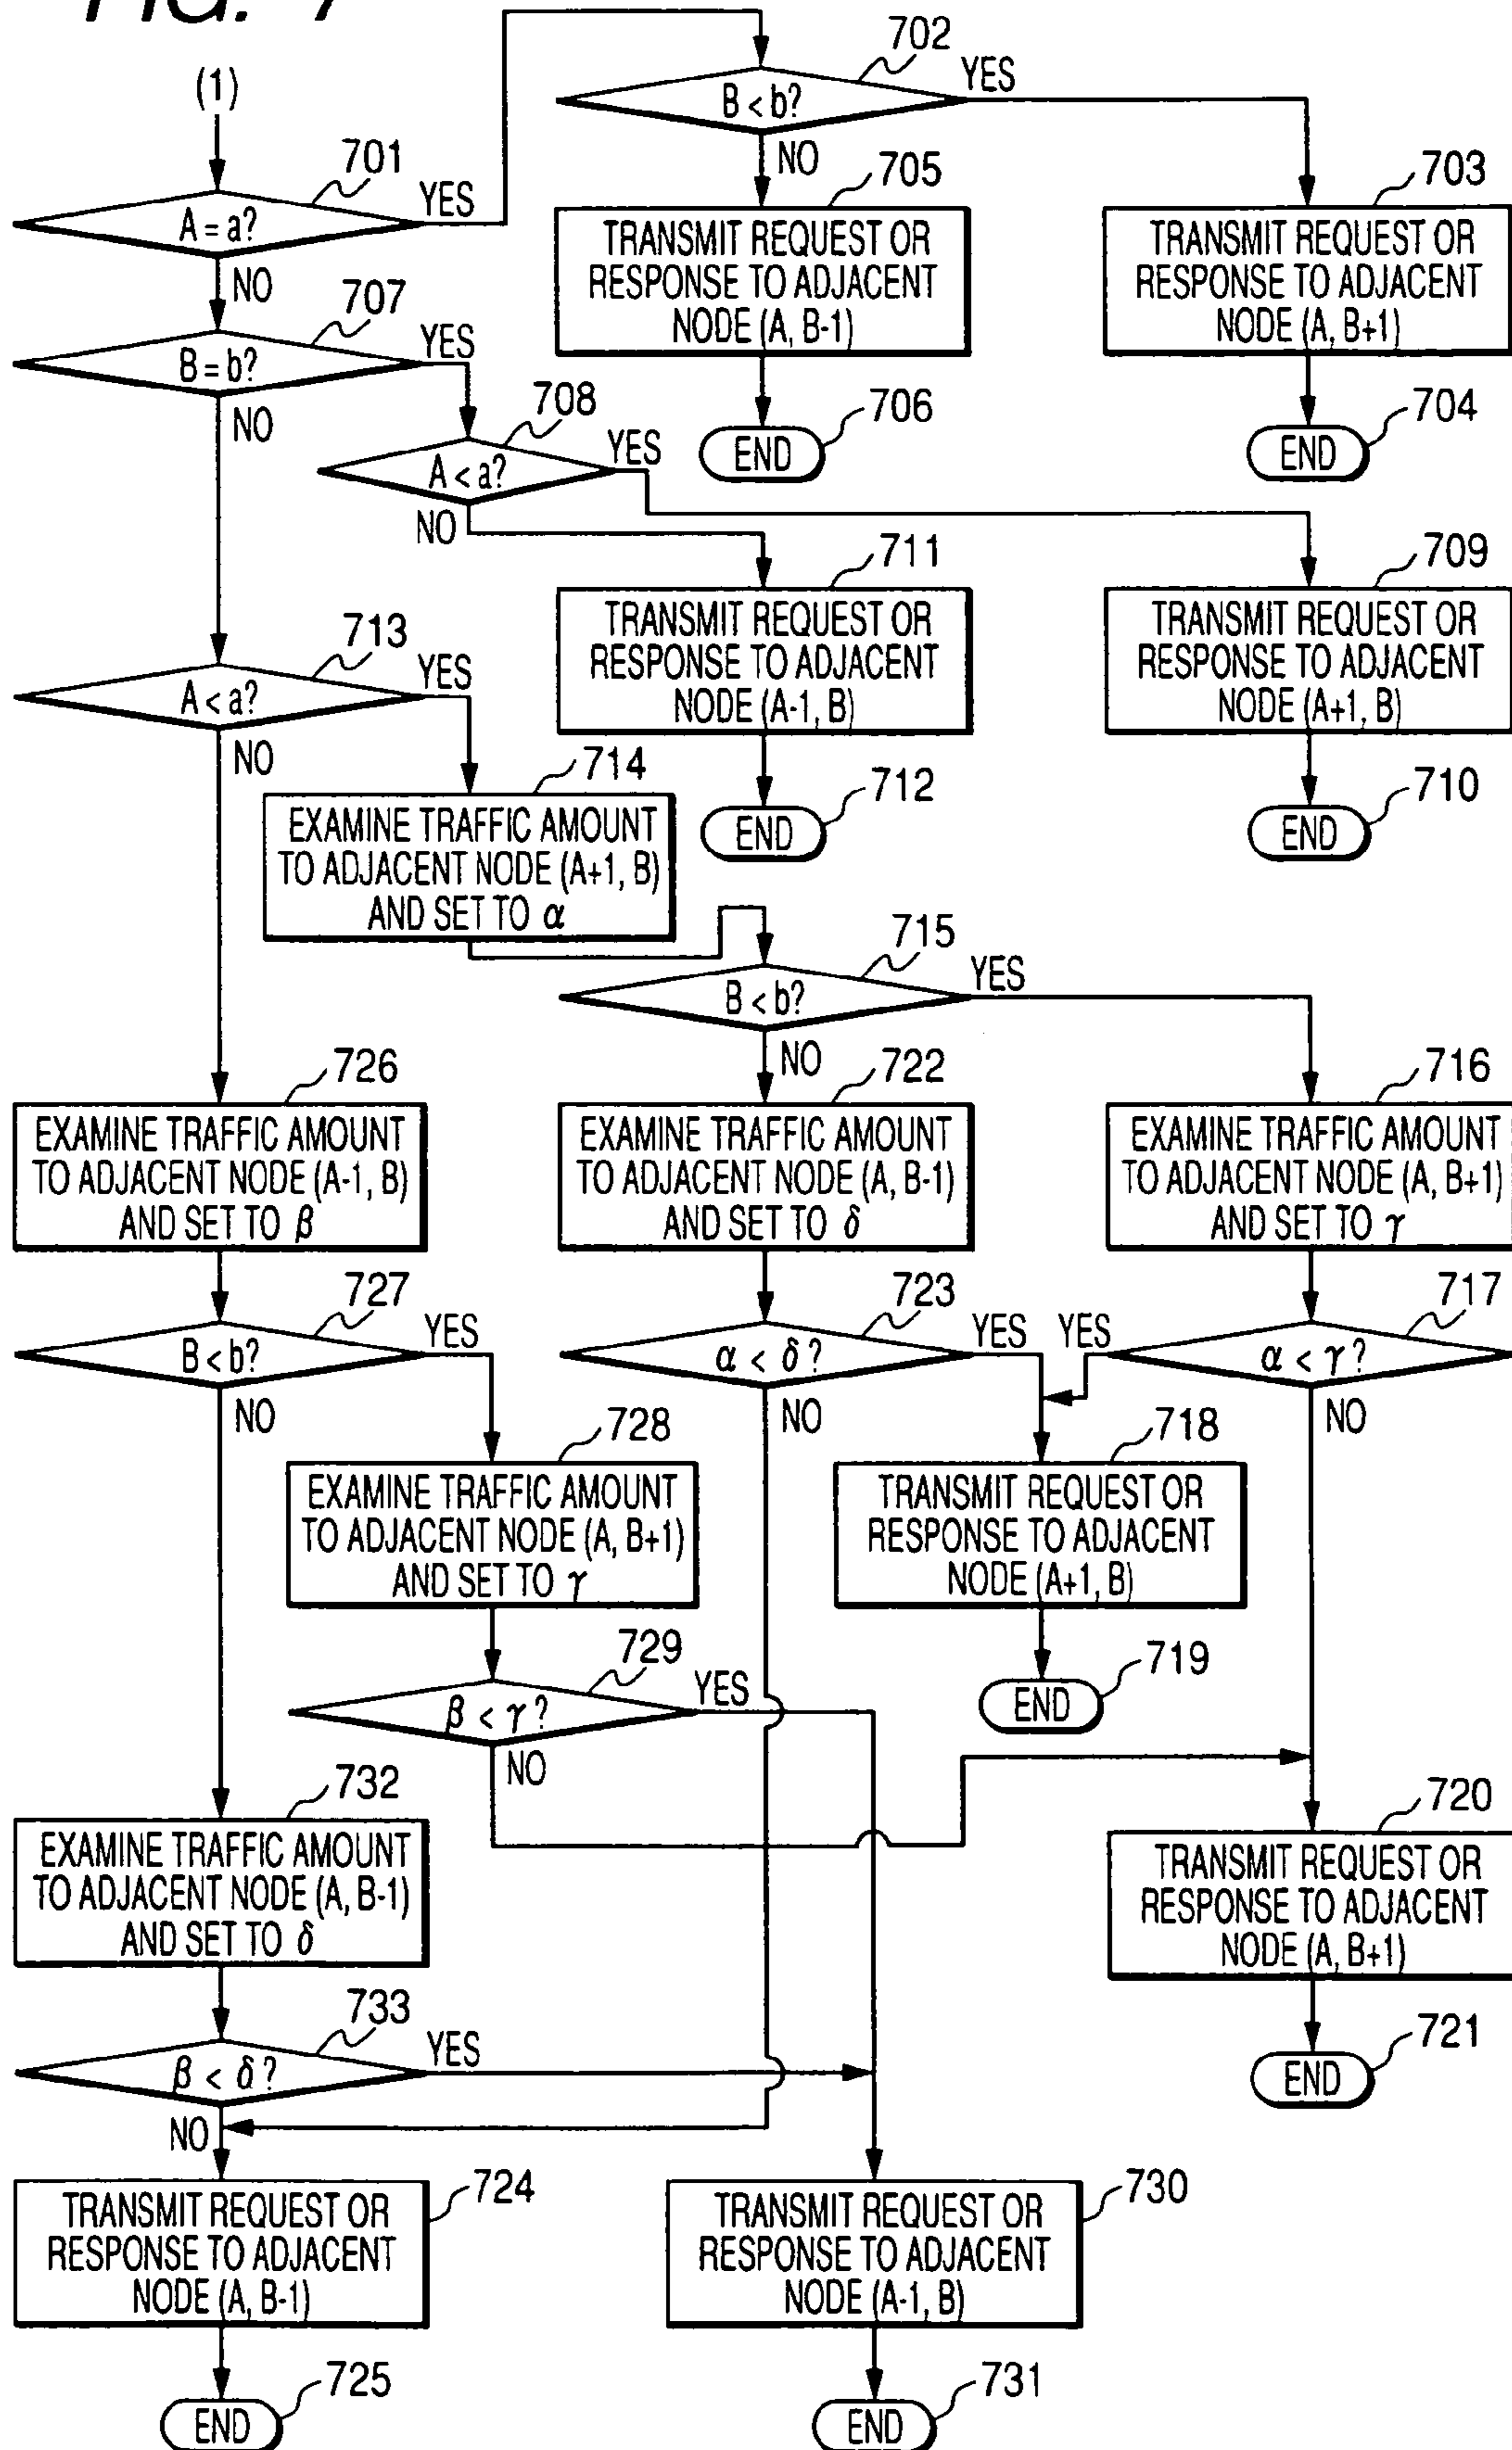 FIG. 7
(1)
702
B < b?
YES
NO
701
A = a?
YES
NO
705
TRANSMIT REQUEST OR
RESPONSE TO ADJACENT
NODE (A, B-1)
703
TRANSMIT REQUEST OR
RESPONSE TO ADJACENT
NODE (A, B+1)
707
B = b?
YES
NO
706
END
704
END
708
A < a?
YES
NO
711
TRANSMIT REQUEST OR
RESPONSE TO ADJACENT
NODE (A-1, B)
709
TRANSMIT REQUEST OR
RESPONSE TO ADJACENT
NODE (A+1, B)
713
A < a?
YES
NO
712
END
710
END
714
EXAMINE TRAFFIC AMOUNT
TO ADJACENT NODE (A+1, B)
AND SET TO α
715
B < b?
YES
NO
726
EXAMINE TRAFFIC AMOUNT
TO ADJACENT NODE (A-1, B)
AND SET TO β
722
EXAMINE TRAFFIC AMOUNT
TO ADJACENT NODE (A, B-1)
AND SET TO δ
716
EXAMINE TRAFFIC AMOUNT
TO ADJACENT NODE (A, B+1)
AND SET TO γ
727
B < b?
YES
NO
723
α < δ ?
YES
NO
717
YES
α < γ ?
NO
728
EXAMINE TRAFFIC AMOUNT
TO ADJACENT NODE (A, B+1)
AND SET TO γ
718
TRANSMIT REQUEST OR
RESPONSE TO ADJACENT
NODE (A+1, B)
719
END
729
β < γ ?
YES
NO
732
EXAMINE TRAFFIC AMOUNT
TO ADJACENT NODE (A, B-1)
AND SET TO δ
720
TRANSMIT REQUEST OR
RESPONSE TO ADJACENT
NODE (A, B+1)
721
END
733
β < δ ?
YES
NO
724
TRANSMIT REQUEST OR
RESPONSE TO ADJACENT
NODE (A, B-1)
730
TRANSMIT REQUEST OR
RESPONSE TO ADJACENT
NODE (A-1, B)
725
END
731
END